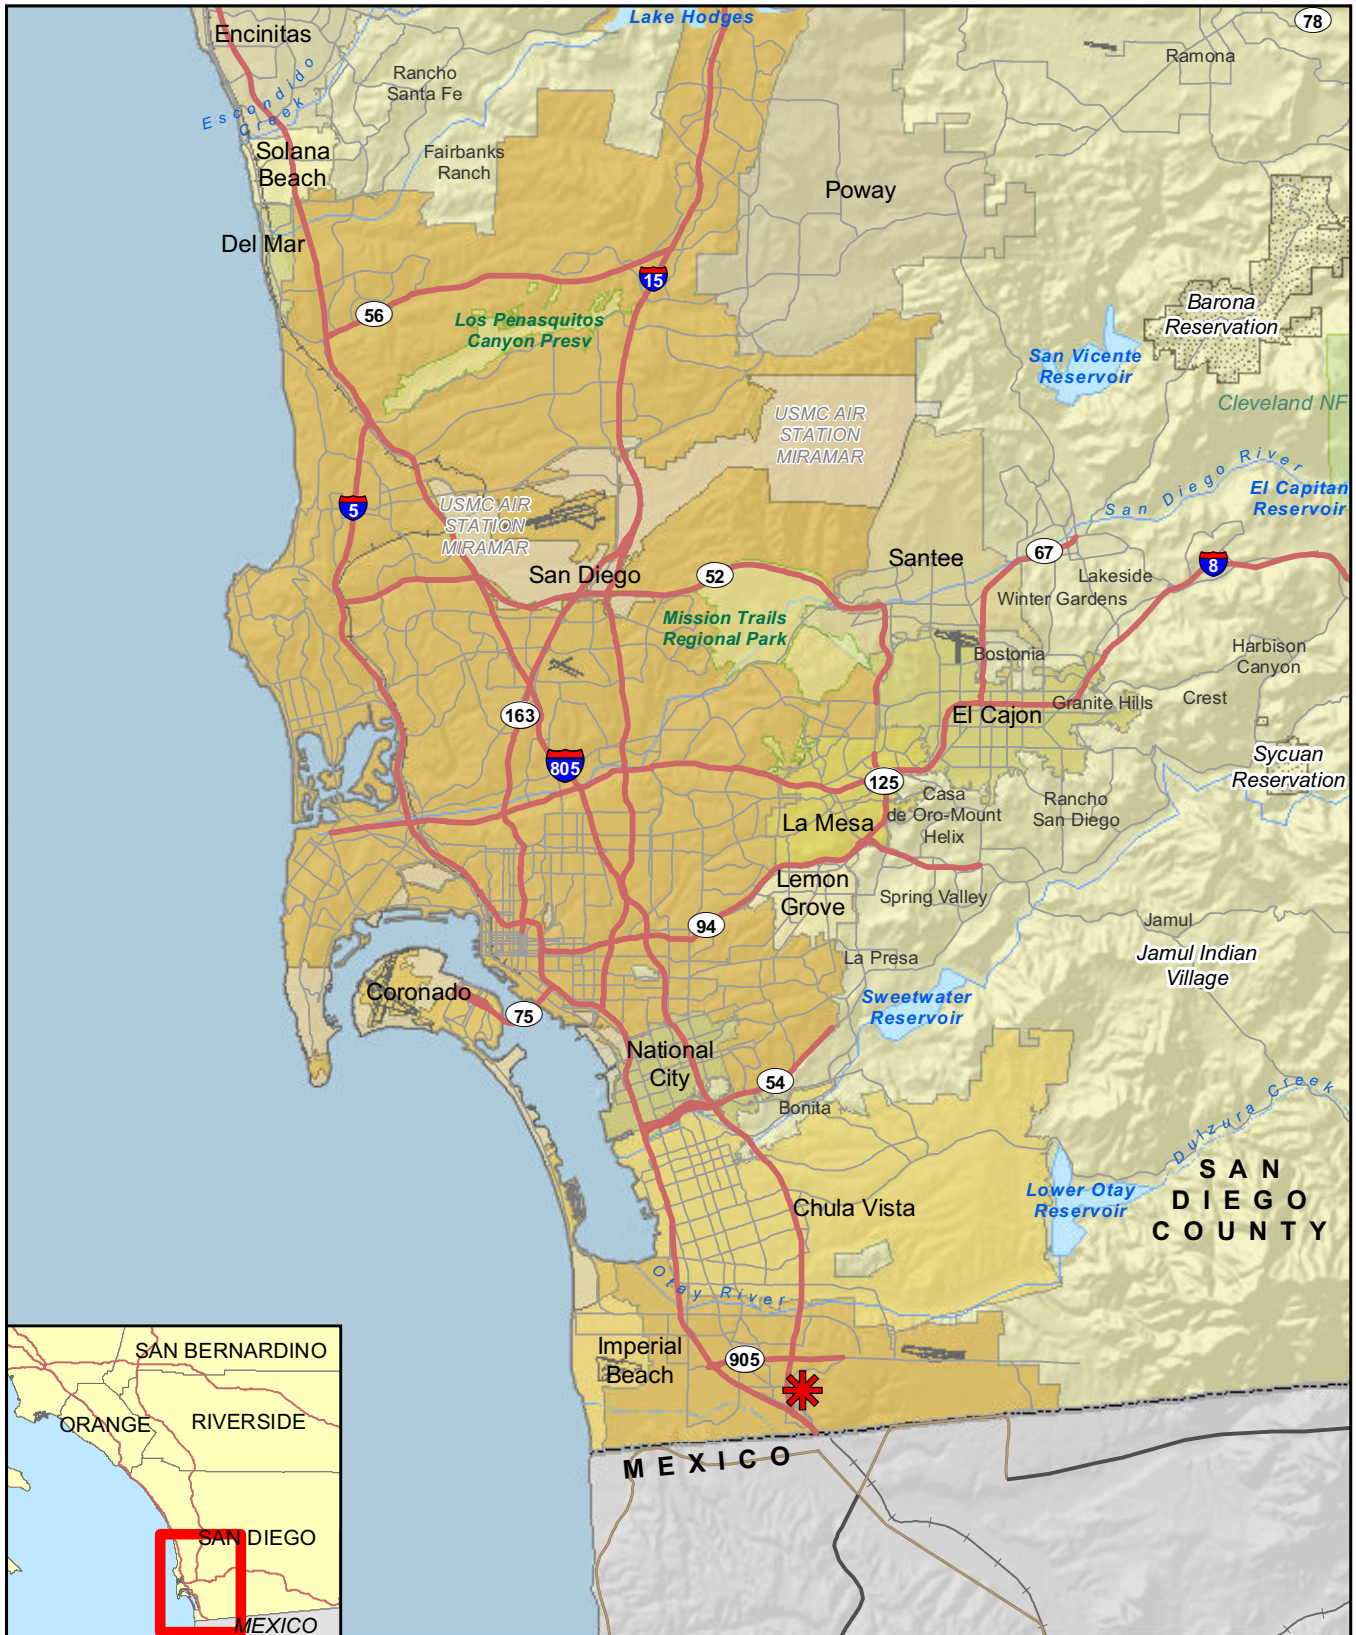 Lake Hodges
78
Encinitas
Ramona
Rancho
Santa Fe
Escondido
Creek
Solana
Beach
Fairbanks
Ranch
Poway
Del Mar
15
56
Los Penasquitos
Canyon Presv
Barona
Reservation
San Vicente
Reservoir
Cleveland NF
USMC AIR
STATION
MIRAMAR
San Diego River
El Capitan
Reservoir
5
USMC AIR
STATION
MIRAMAR
San Diego
52
Santee
67
8
Lakeside
Winter Gardens
Mission Trails
Regional Park
Bostonia
Harbison
Canyon
163
El Cajon
Granite Hills
Crest
805
125
Sycuan
Reservation
La Mesa
Casa
de Oro-Mount
Helix
Rancho
San Diego
Lemon
Grove
Spring Valley
94
Jamul
La Presa
Jamul Indian
Village
Coronado
75
Sweetwater
Reservoir
National
City
54
Bonita
Dulzura Creek
SAN
DIEGO
COUNTY
Lower Otay
Reservoir
Chula Vista
Otay River
Imperial
Beach
905
MEXICO
SAN BERNARDINO
ORANGE
RIVERSIDE
SAN DIEGO
MEXICO